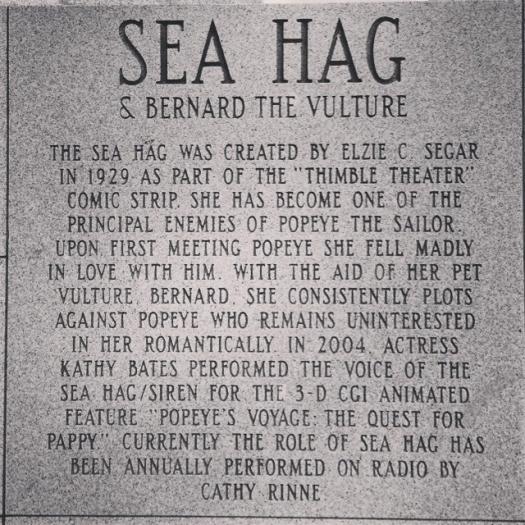 SEA HAG
& BERNARD THE VULTURE
THE SEA HAG WAS CREATED BY ELZIE C. SEGAR
IN 1929 AS PART OF THE "THIMBLE THEATER"
COMIC STRIP. SHE HAS BECOME ONE OF THE
PRINCIPAL ENEMIES OF POPEYE THE SAILOR.
UPON FIRST MEETING POPEYE SHE FELL MADLY
IN LOVE WITH HIM. WITH THE AID OF HER PET
VULTURE, BERNARD, SHE CONSISTENTLY PLOTS
AGAINST POPEYE WHO REMAINS UNINTERESTED
IN HER ROMANTICALLY. IN 2004, ACTRESS
KATHY BATES PERFORMED THE VOICE OF THE
SEA HAG/SIREN FOR THE 3-D CGI ANIMATED
FEATURE "POPEYE'S VOYAGE: THE QUEST FOR
PAPPY." CURRENTLY THE ROLE OF SEA HAG HAS
BEEN ANNUALLY PERFORMED ON RADIO BY
CATHY RINNE